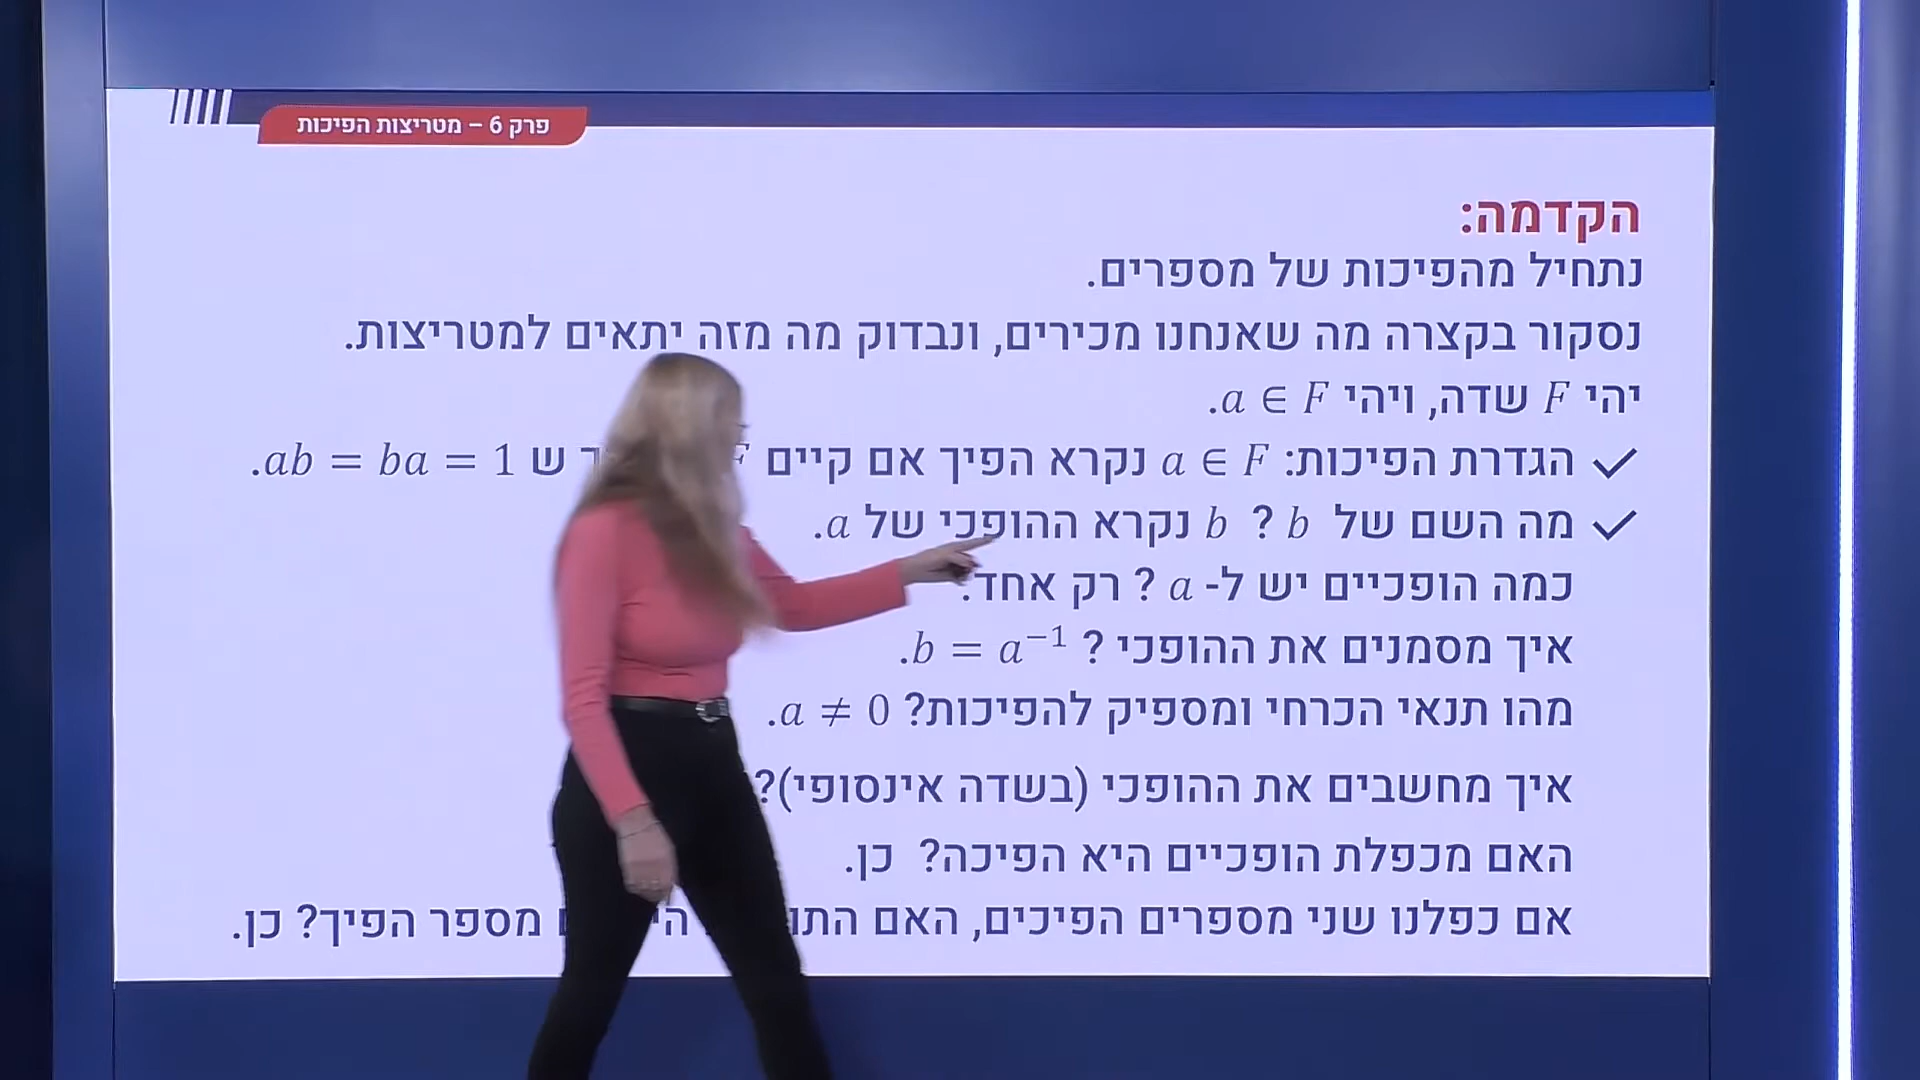 פרק 6 – מטריצות הפיכות
הקדמה:
נתחיל מהפיכות של מספרים.
נסקור בקצרה מה שאנחנו מכירים, ונבדוק מה מזה יתאים למטריצות.
יהי F שדה, ויהי a ∈ F.
✓ הגדרת הפיכות: a ∈ F נקרא הפיך אם קיים F ש ab = ba = 1.
✓ מה השם של b ? b נקרא ההופכי של a.
כמה הופכיים יש ל- a ? רק אחד.
איך מסמנים את ההופכי ? b = a⁻¹.
מהו תנאי הכרחי ומספיק להפיכות? a ≠ 0.
איך מחשבים את ההופכי (בשדה אינסופי)?
האם מכפלת הופכיים היא הפיכה? כן.
אם כפלנו שני מספרים הפיכים, האם מספר הפיך? כן.